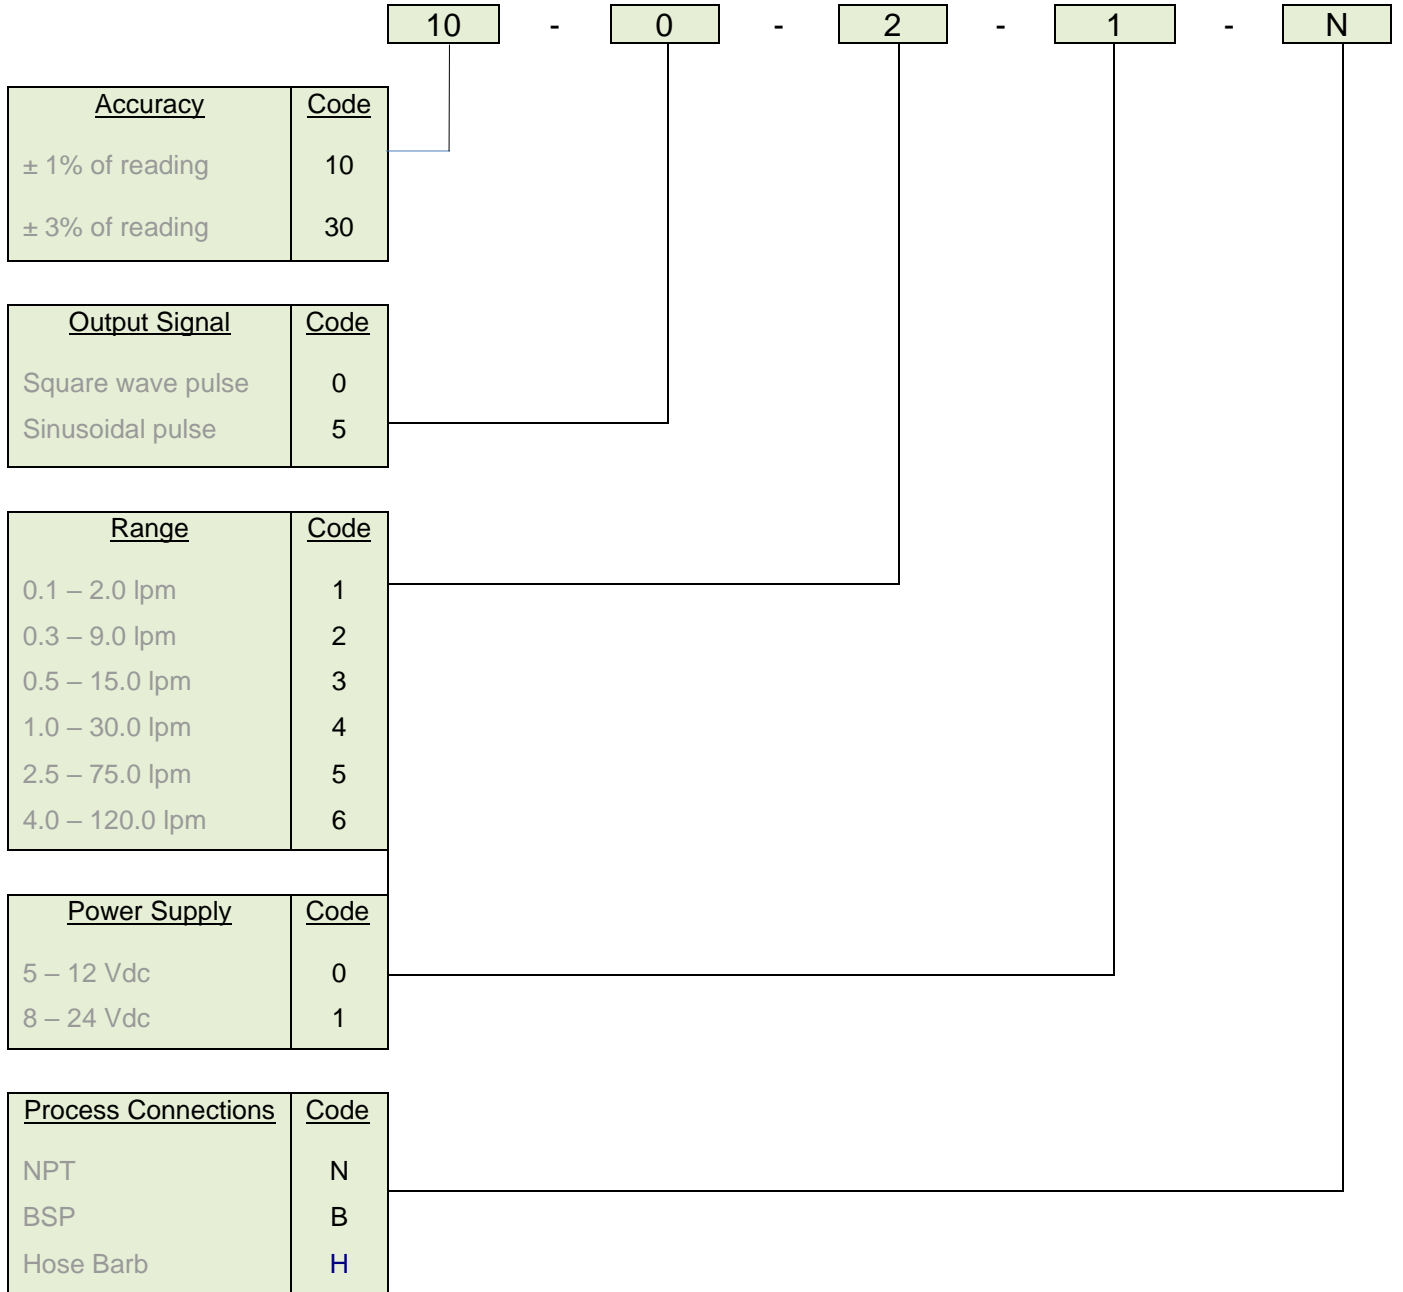 10 - 0 - 2 - 1 - N
Accuracy Code
± 1% of reading 10
± 3% of reading 30
Output Signal Code
Square wave pulse 0
Sinusoidal pulse 5
Range Code
0.1 – 2.0 lpm 1
0.3 – 9.0 lpm 2
0.5 – 15.0 lpm 3
1.0 – 30.0 lpm 4
2.5 – 75.0 lpm 5
4.0 – 120.0 lpm 6
Power Supply Code
5 – 12 Vdc 0
8 – 24 Vdc 1
Process Connections Code
NPT N
BSP B
Hose Barb H